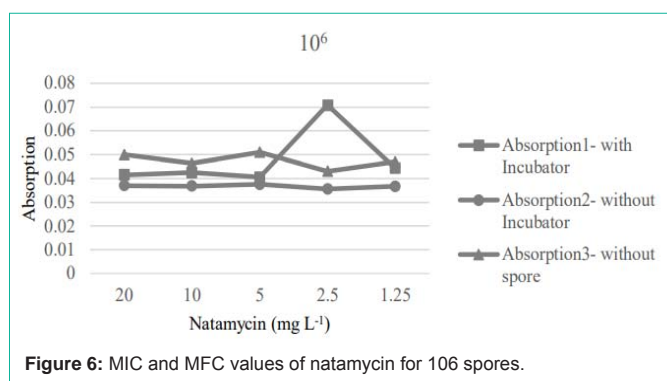 10⁶
0.08
0.07
0.06
0.05
0.04
0.03
0.02
0.01
0
Absorption
20 10 5 2.5 1.25
Natamycin (mg L⁻¹)
Absorption1- with
Incubator
Absorption2- without
Incubator
Absorption3- without
spore
Figure 6: MIC and MFC values of natamycin for 106 spores.